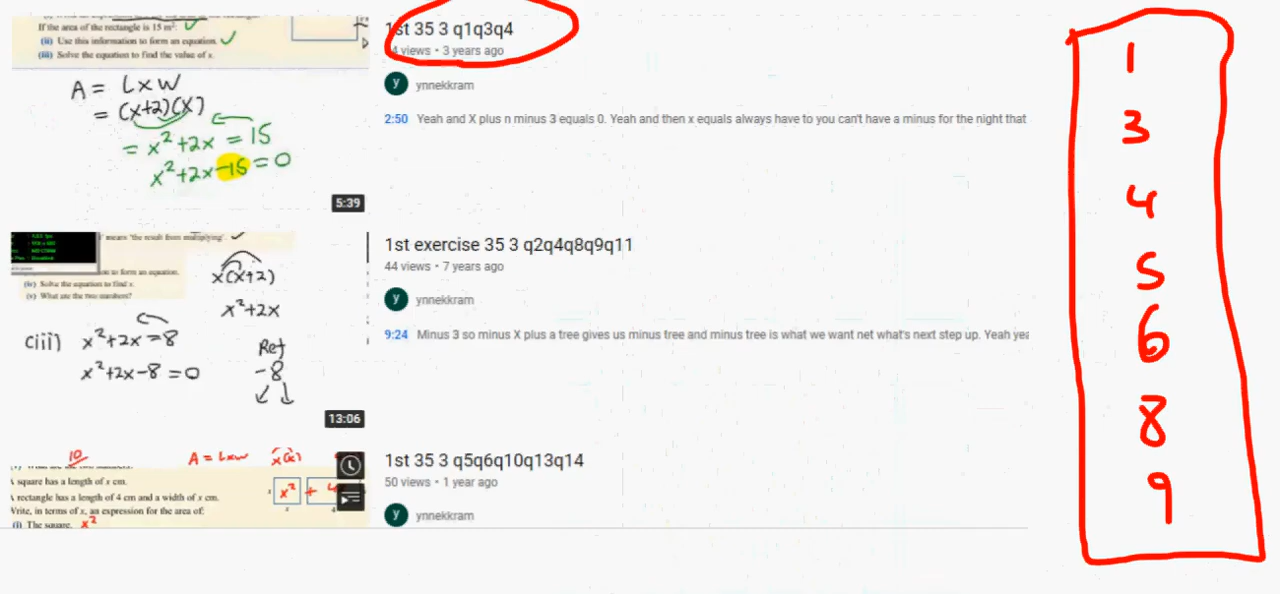 If the area of the rectangle is 15 m²:
(ii) Use this information to form an equation.
(iii) Solve the equation to find the value of x.
A = L x W
= (x+2)(x)
= x² + 2x = 15
x² + 2x - 15 = 0
5:39
1st 35 3 q1q3q4
4 views • 3 years ago
y
ynnekkram
2:50 Yeah and X plus n minus 3 equals 0. Yeah and then x equals always have to you can't have a minus for the night that
means 'the result from multiplying'.
on to form an equation.
(iv) Solve the equation to find x.
(v) What are the two numbers?
x(x+2)
x² + 2x
Ciii) x² + 2x = 8
x² + 2x - 8 = 0
-8
13:06
1st exercise 35 3 q2q4q8q9q11
44 views • 7 years ago
y
ynnekkram
9:24 Minus 3 so minus X plus a tree gives us minus tree and minus tree is what we want net what's next step up. Yeah yea
10
A = L x W
x(x)
square has a length of x cm.
rectangle has a length of 4 cm and a width of x cm.
Write, in terms of x, an expression for the area of:
(i) The square. x²
x² + 4
1st 35 3 q5q6q10q13q14
50 views • 1 year ago
y
ynnekkram
1
3
4
5
6
8
9